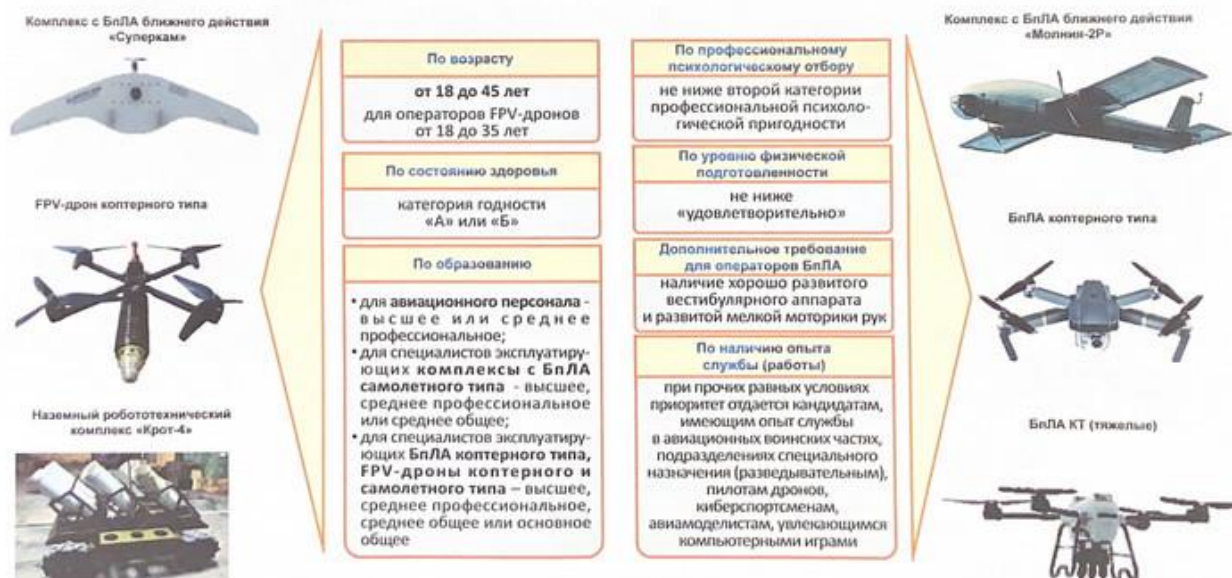 Комплекс с БпЛА ближнего действия
«Суперкам»
FPV-дрон коптерного типа
Наземный робототехнический
комплекс «Крот-4»
По возрасту
от 18 до 45 лет
для операторов FPV-дронов
от 18 до 35 лет
По состоянию здоровья
категория годности
«А» или «Б»
По образованию
• для авиационного персонала -
высшее или среднее
профессиональное;
• для специалистов эксплуатиру-
ющих комплексы с БпЛА
самолетного типа - высшее,
среднее профессиональное
или среднее общее;
• для специалистов эксплуатиру-
ющих БпЛА коптерного типа,
FPV-дроны коптерного и
самолетного типа – высшее,
среднее профессиональное,
среднее общее или основное
общее
По профессиональному
психологическому отбору
не ниже второй категории
профессиональной психоло-
гической пригодности
По уровню физической
подготовленности
не ниже
«удовлетворительно»
Дополнительное требование
для операторов БпЛА
наличие хорошо развитого
вестибулярного аппарата
и развитой мелкой моторики рук
По наличию опыта
службы (работы)
при прочих равных условиях
приоритет отдается кандидатам,
имеющим опыт службы
в авиационных воинских частях,
подразделениях специального
назначения (разведывательным),
пилотам дронов,
киберспортсменам,
авиамоделистам, увлекающимся
компьютерными играми
Комплекс с БпЛА ближнего действия
«Молния-2Р»
БпЛА коптерного типа
БпЛА КТ (тяжелые)